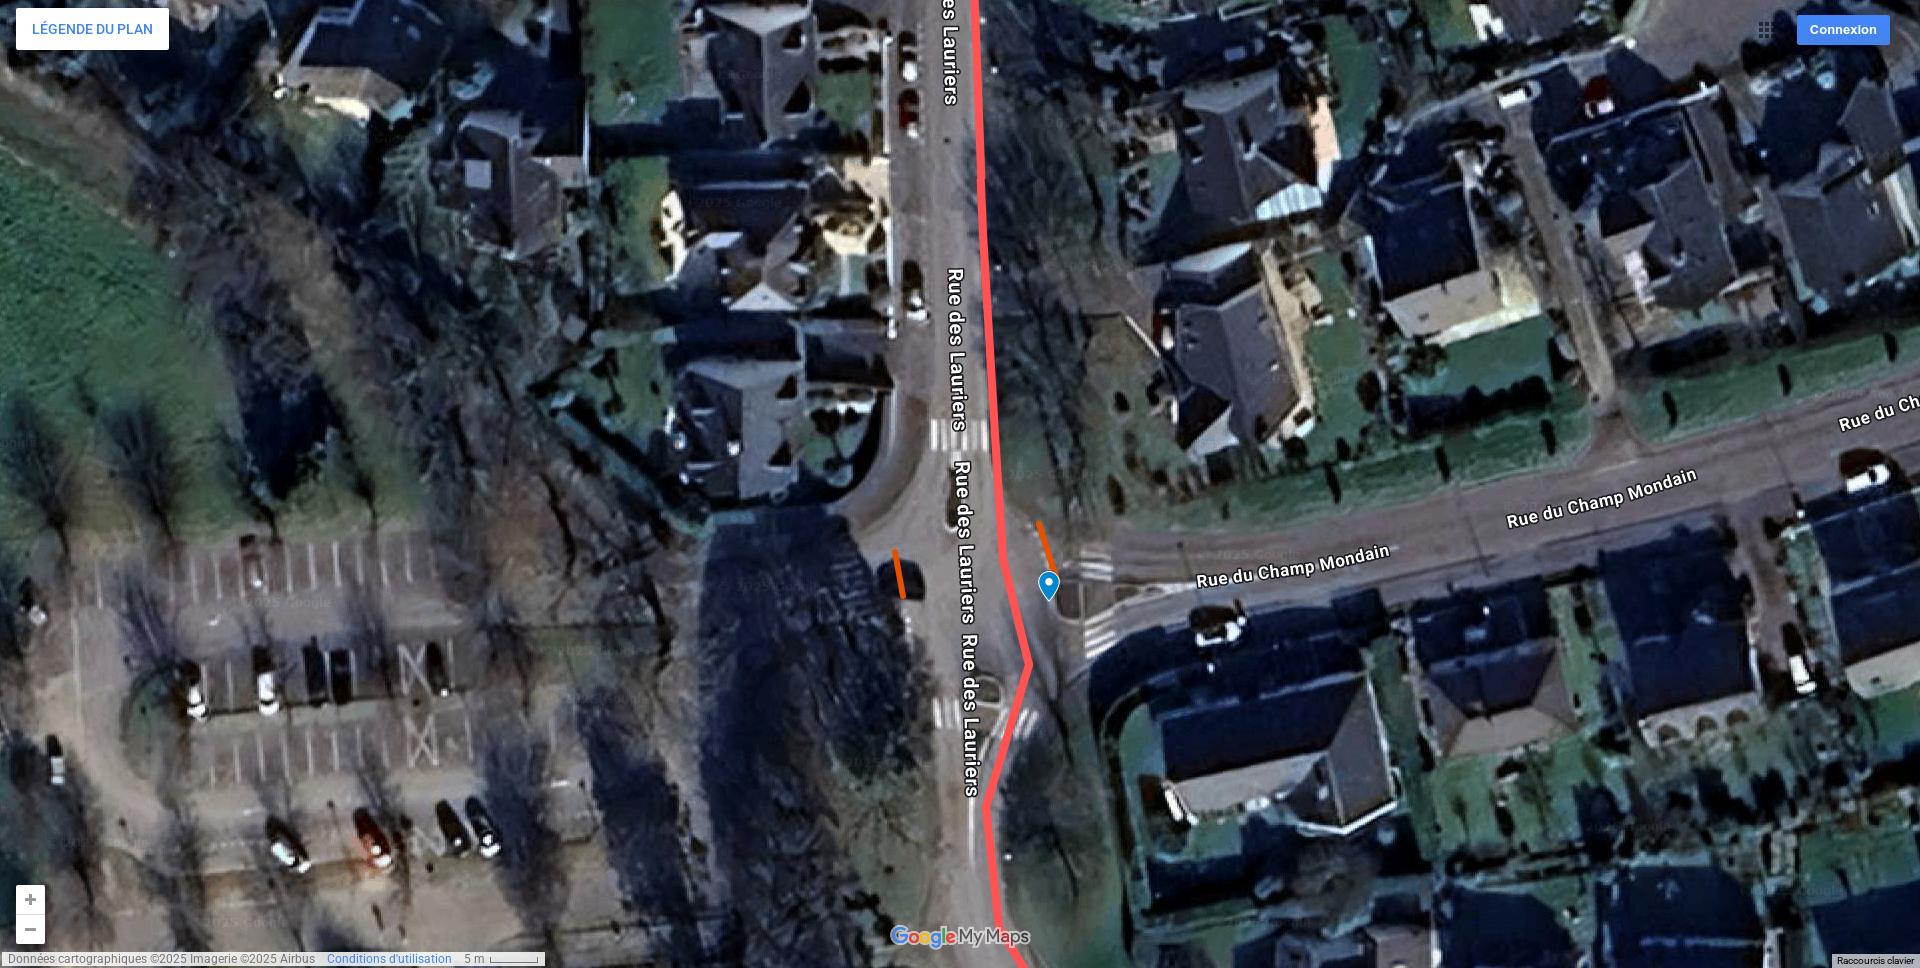 LÉGENDE DU PLAN
es Lauriers
Connexion
Rue des Lauriers
Rue du Ch
Rue des Lauriers
Rue du Champ Mondain
Rue du Champ Mondain
Rue des Lauriers
Google My Maps
Données cartographiques ©2025 Imagerie ©2025 Airbus Conditions d'utilisation 5 m
Raccourcis clavier